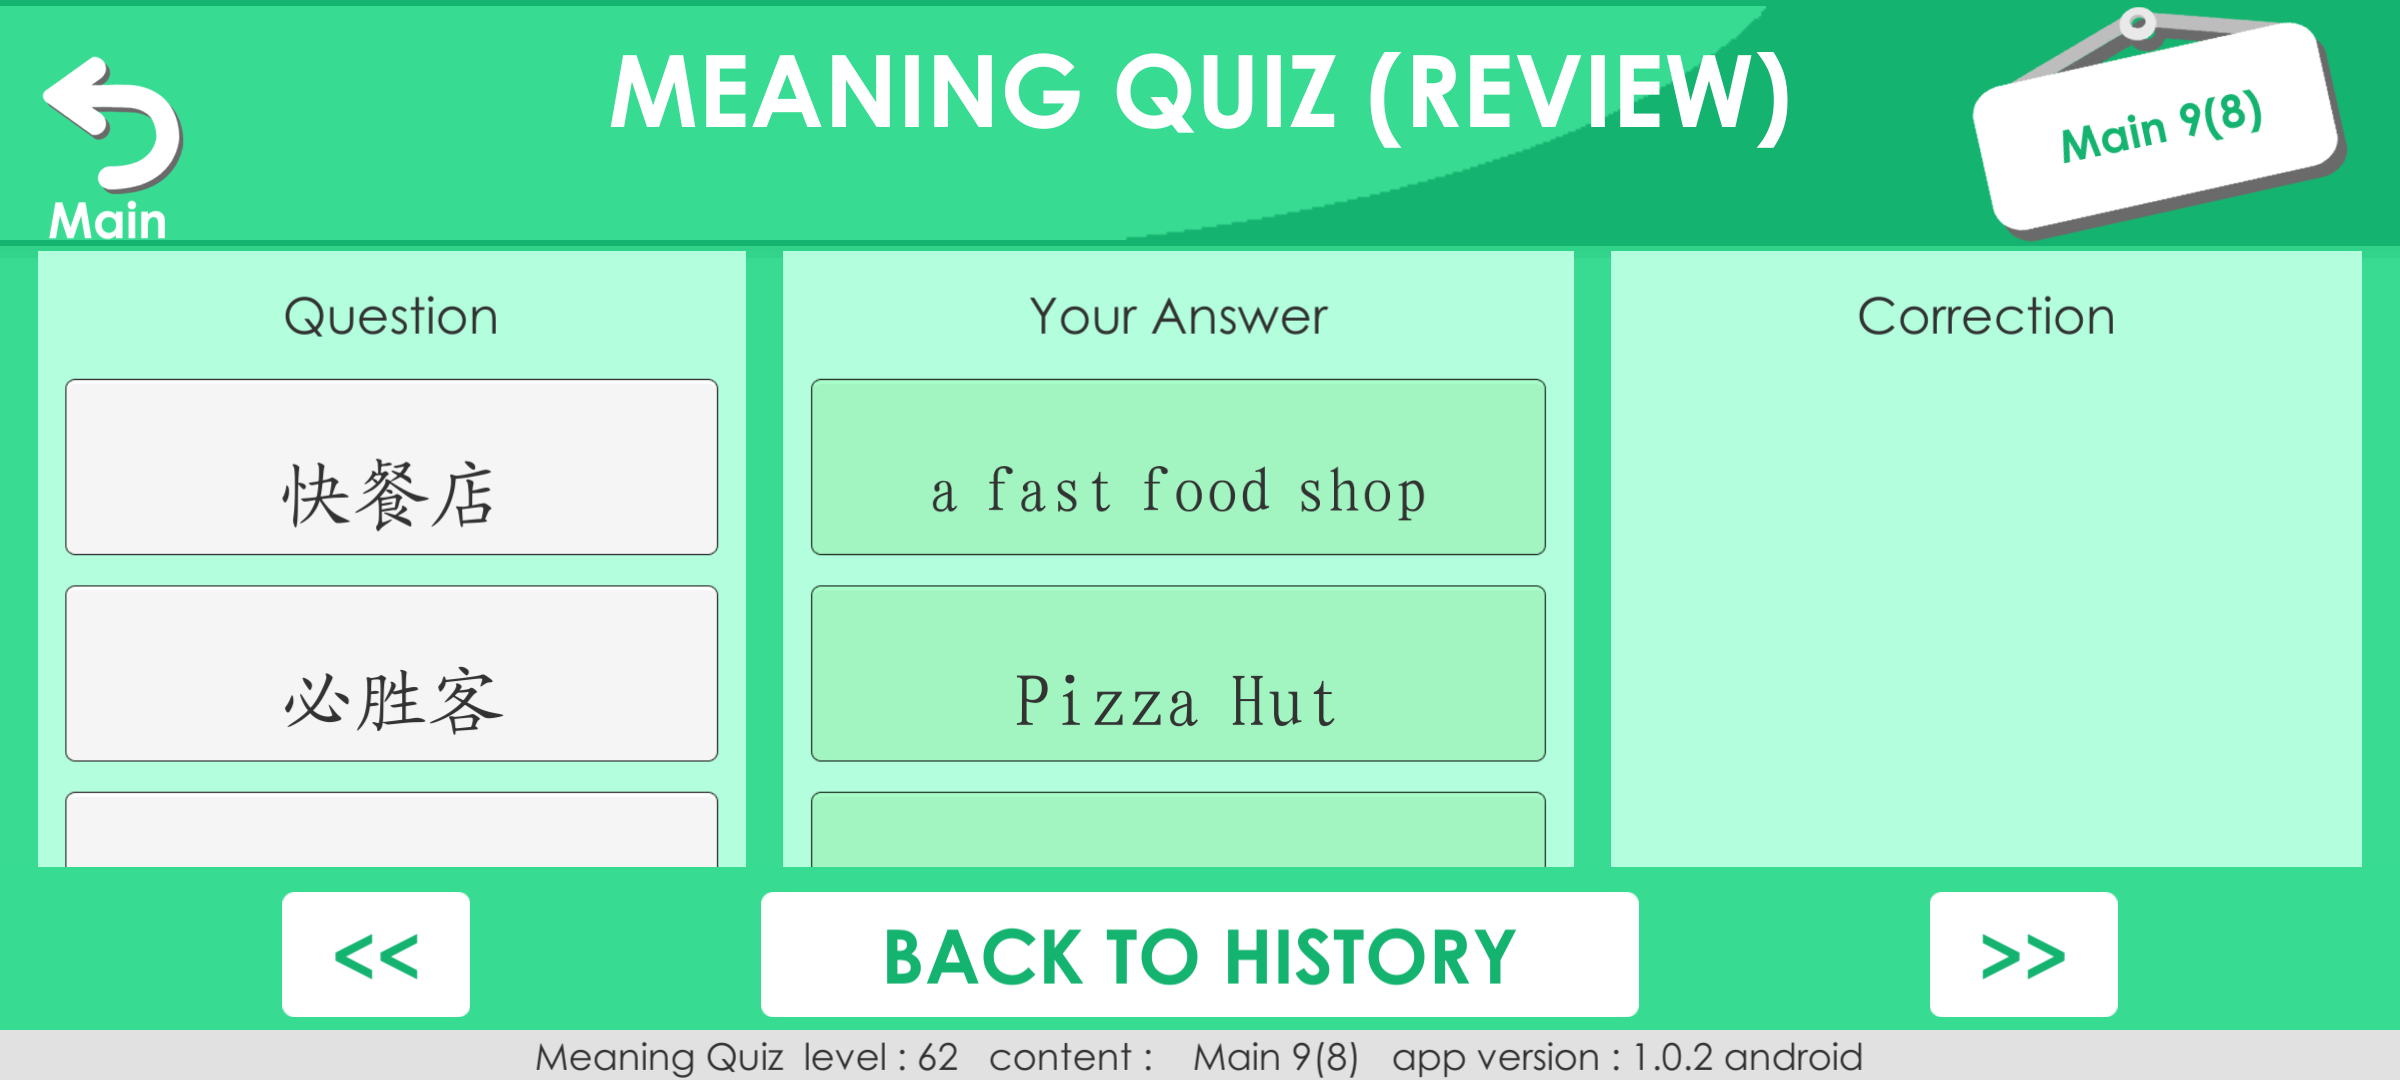 MEANING QUIZ (REVIEW)
Main 9(8)
Main
Question
Your Answer
Correction
快餐店
a fast food shop
必胜客
Pizza Hut
<<
BACK TO HISTORY
>>
Meaning Quiz level : 62 content : Main 9(8) app version : 1.0.2 android